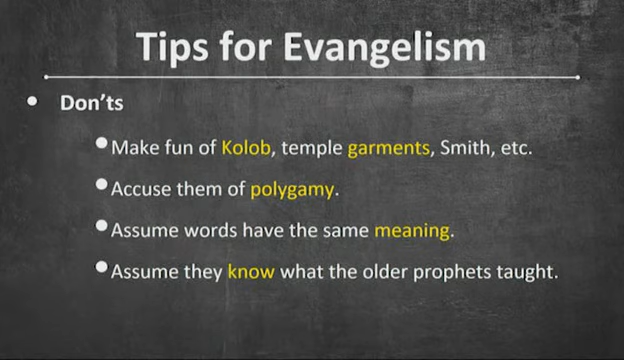 Tips for Evangelism
• Don’ts
•Make fun of Kolob, temple garments, Smith, etc.
•Accuse them of polygamy.
•Assume words have the same meaning.
•Assume they know what the older prophets taught.